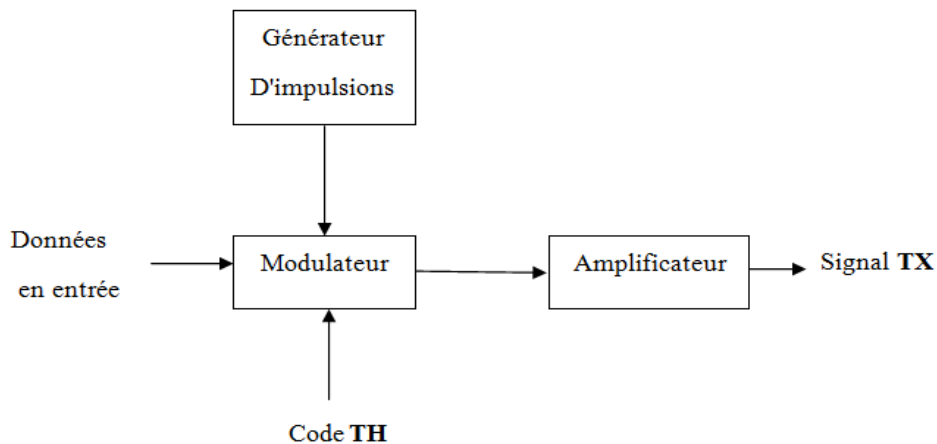 Générateur
D'impulsions
Données
en entrée
Modulateur
Amplificateur
Signal TX
Code TH